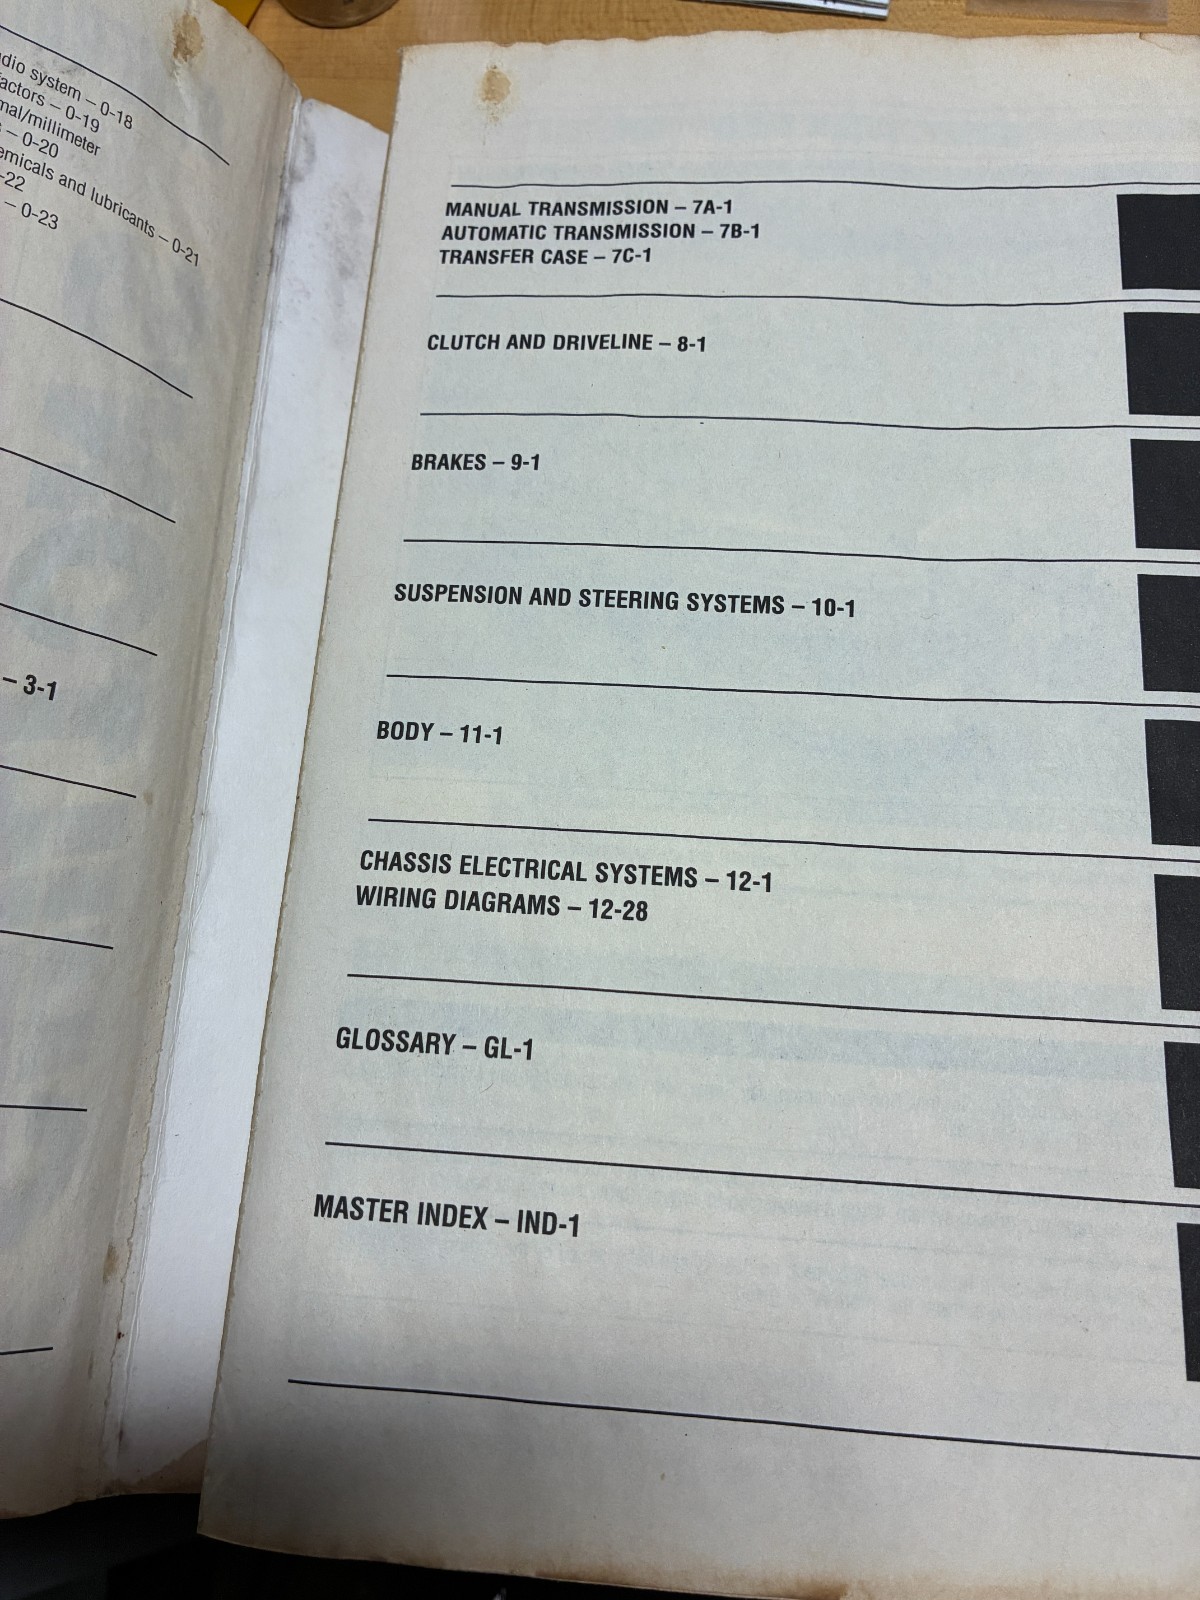 dio system – 0-18
actors – 0-19
mal/millimeter
– 0-20
emicals and lubricants – 0-21
-22
– 0-23
– 3-1
MANUAL TRANSMISSION – 7A-1
AUTOMATIC TRANSMISSION – 7B-1
TRANSFER CASE – 7C-1
CLUTCH AND DRIVELINE – 8-1
BRAKES – 9-1
SUSPENSION AND STEERING SYSTEMS – 10-1
BODY – 11-1
CHASSIS ELECTRICAL SYSTEMS – 12-1
WIRING DIAGRAMS – 12-28
GLOSSARY – GL-1
MASTER INDEX – IND-1